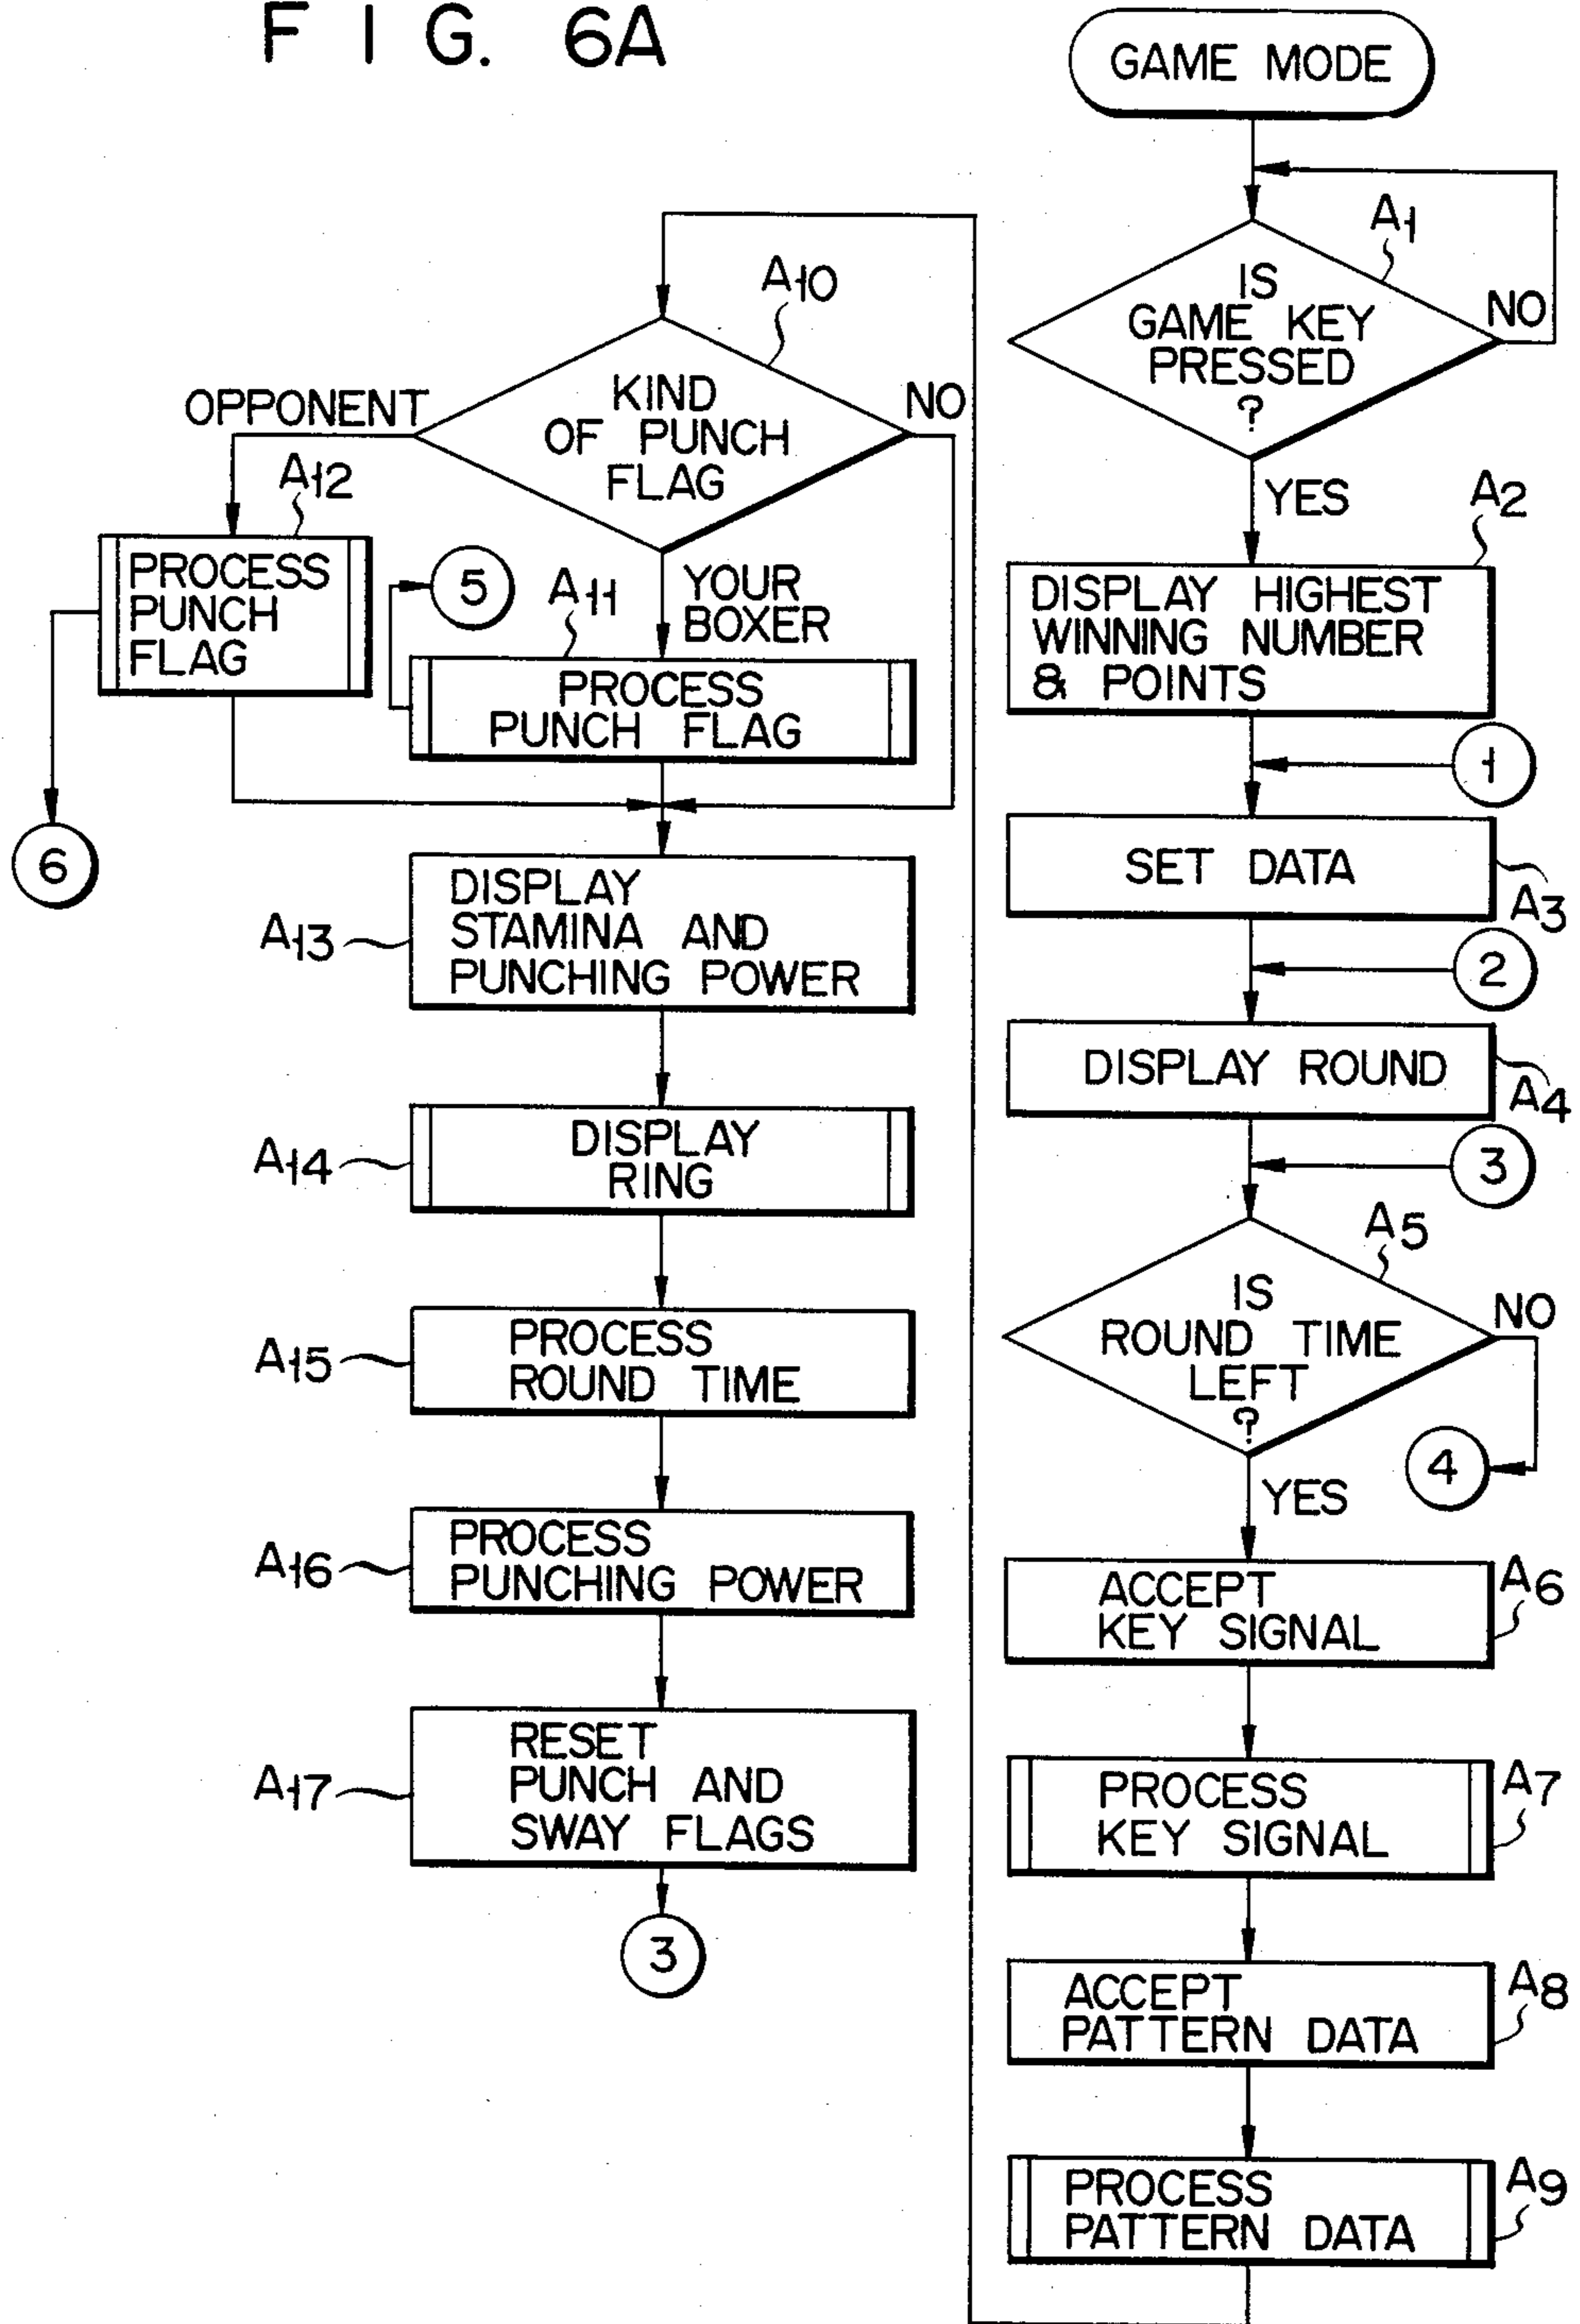 FIG. 6A
GAME MODE
A1
IS
GAME KEY
PRESSED
?
NO
YES
A2
DISPLAY HIGHEST
WINNING NUMBER
& POINTS
1
SET DATA
A3
2
DISPLAY ROUND
A4
3
A5
IS
ROUND TIME
LEFT
?
NO
4
YES
A6
ACCEPT
KEY SIGNAL
A7
PROCESS
KEY SIGNAL
A8
ACCEPT
PATTERN DATA
A9
PROCESS
PATTERN DATA
A10
KIND
OF PUNCH
FLAG
OPPONENT
NO
A12
PROCESS
PUNCH
FLAG
5
A11
YOUR
BOXER
PROCESS
PUNCH FLAG
6
A13
DISPLAY
STAMINA AND
PUNCHING POWER
A14
DISPLAY
RING
A15
PROCESS
ROUND TIME
A16
PROCESS
PUNCHING POWER
A17
RESET
PUNCH AND
SWAY FLAGS
3